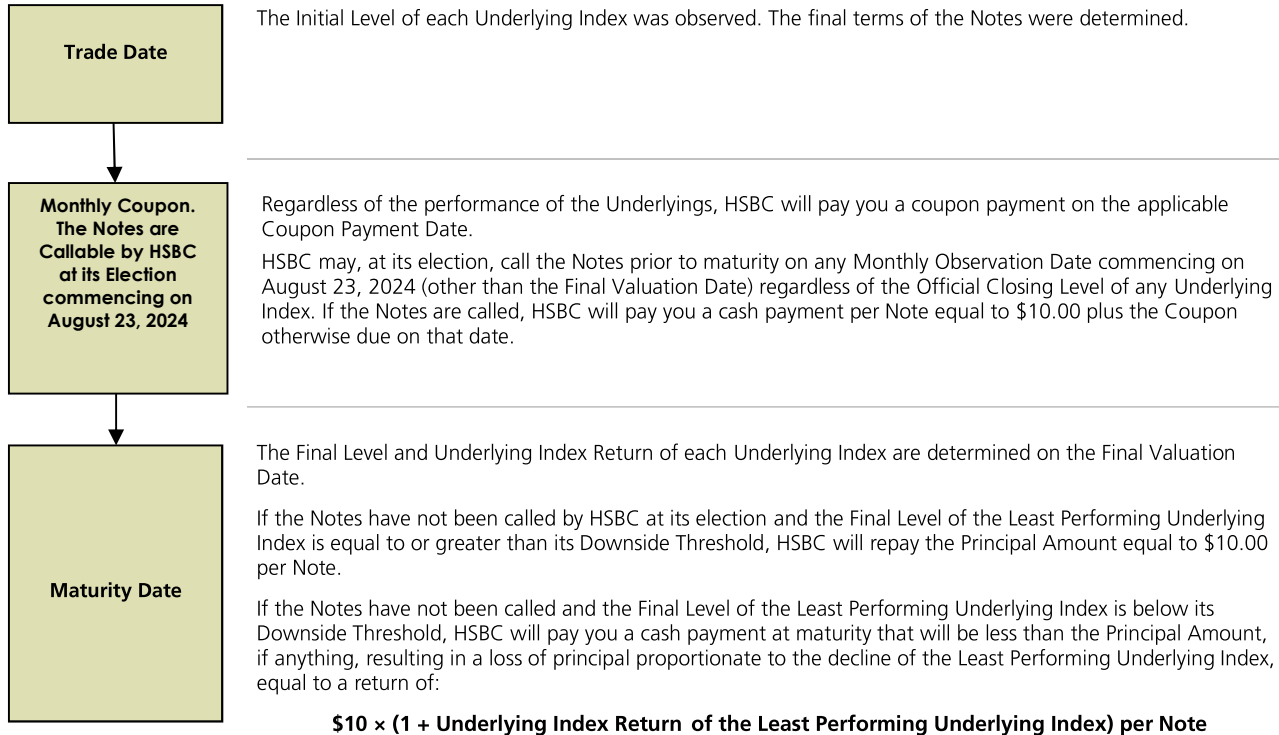 Trade Date
The Initial Level of each Underlying Index was observed. The final terms of the Notes were determined.
Monthly Coupon.
The Notes are
Callable by HSBC
at its Election
commencing on
August 23, 2024
Regardless of the performance of the Underlyings, HSBC will pay you a coupon payment on the applicable
Coupon Payment Date.
HSBC may, at its election, call the Notes prior to maturity on any Monthly Observation Date commencing on
August 23, 2024 (other than the Final Valuation Date) regardless of the Official Closing Level of any Underlying
Index. If the Notes are called, HSBC will pay you a cash payment per Note equal to $10.00 plus the Coupon
otherwise due on that date.
Maturity Date
The Final Level and Underlying Index Return of each Underlying Index are determined on the Final Valuation
Date.
If the Notes have not been called by HSBC at its election and the Final Level of the Least Performing Underlying
Index is equal to or greater than its Downside Threshold, HSBC will repay the Principal Amount equal to $10.00
per Note.
If the Notes have not been called and the Final Level of the Least Performing Underlying Index is below its
Downside Threshold, HSBC will pay you a cash payment at maturity that will be less than the Principal Amount,
if anything, resulting in a loss of principal proportionate to the decline of the Least Performing Underlying Index,
equal to a return of:
$10 × (1 + Underlying Index Return of the Least Performing Underlying Index) per Note